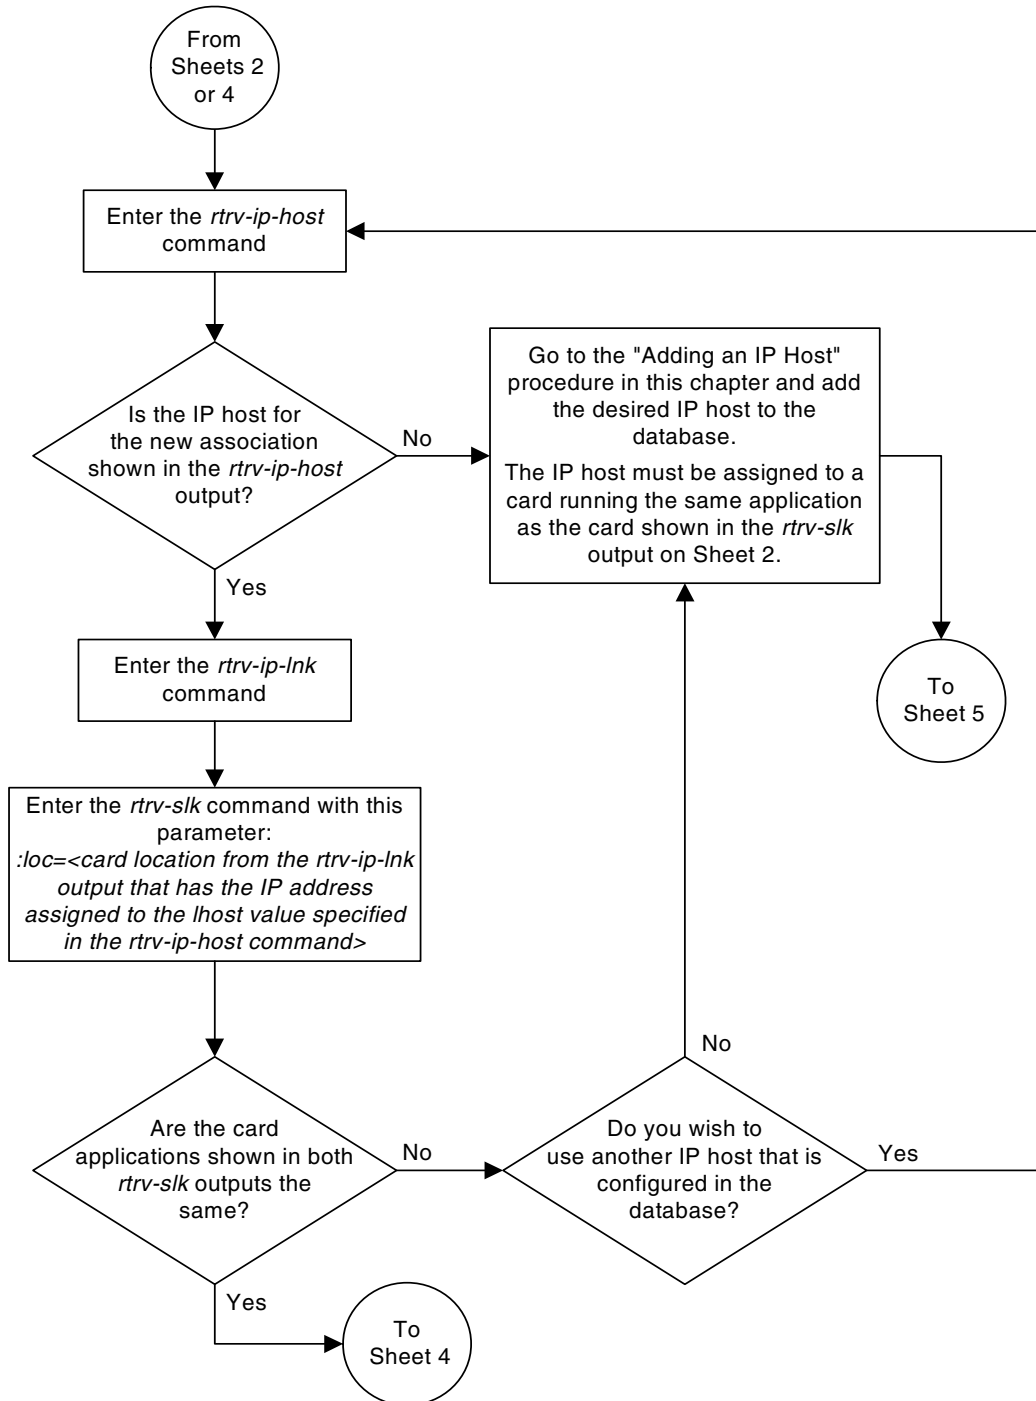 From
Sheets 2
or 4
Enter the rtrv-ip-host
command
Is the IP host for
the new association
shown in the rtrv-ip-host
output?
No
Yes
Go to the "Adding an IP Host"
procedure in this chapter and add
the desired IP host to the
database.
The IP host must be assigned to a
card running the same application
as the card shown in the rtrv-slk
output on Sheet 2.
To
Sheet 5
Enter the rtrv-ip-lnk
command
Enter the rtrv-slk command with this
parameter:
:loc=<card location from the rtrv-ip-lnk
output that has the IP address
assigned to the lhost value specified
in the rtrv-ip-host command>
Are the card
applications shown in both
rtrv-slk outputs the
same?
No
Yes
Do you wish to
use another IP host that is
configured in the
database?
No
Yes
To
Sheet 4